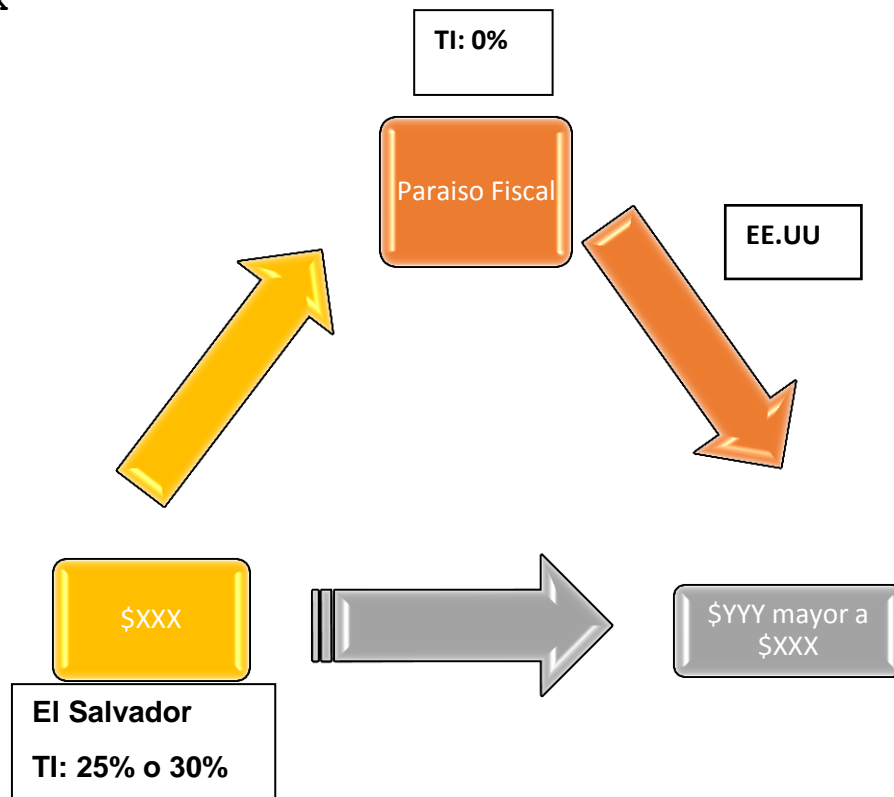 TI: 0%
Paraiso Fiscal
EE.UU
$XXX
$YYY mayor a
$XXX
El Salvador
TI: 25% o 30%